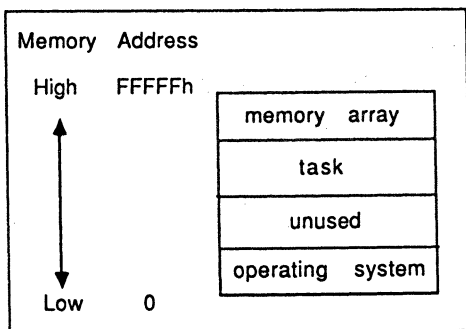 Memory Address
High FFFFFh
memory array
task
unused
operating system
Low 0